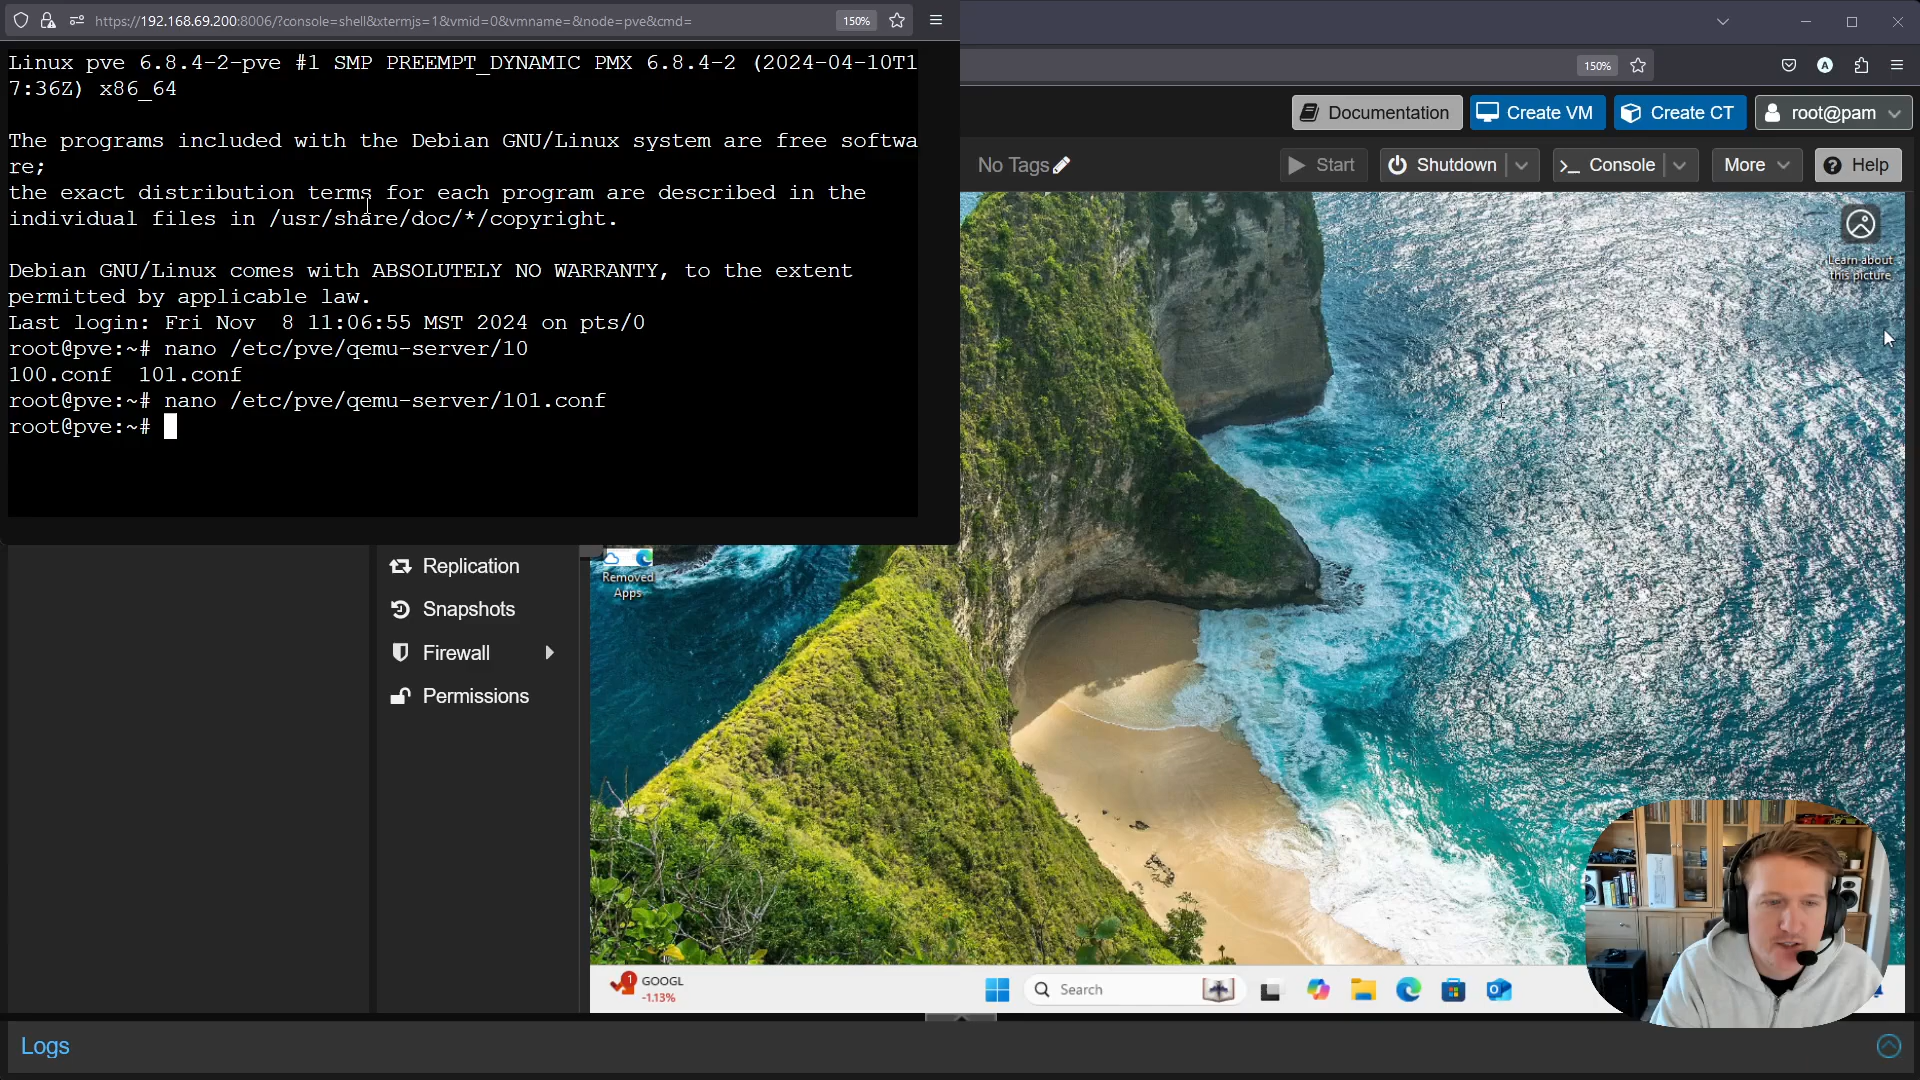 https://192.168.69.200:8006/?console=shell&xtermjs=1&vmid=0&vmname=&node=pve&cmd=
150%
Linux pve 6.8.4-2-pve #1 SMP PREEMPT_DYNAMIC PMX 6.8.4-2 (2024-04-10T1
7:36Z) x86_64
The programs included with the Debian GNU/Linux system are free softwa
re;
the exact distribution terms for each program are described in the
individual files in /usr/share/doc/*/copyright.
Debian GNU/Linux comes with ABSOLUTELY NO WARRANTY, to the extent
permitted by applicable law.
Last login: Fri Nov  8 11:06:55 MST 2024 on pts/0
root@pve:~# nano /etc/pve/qemu-server/10
100.conf  101.conf
root@pve:~# nano /etc/pve/qemu-server/101.conf
root@pve:~#
150%
A
Documentation
Create VM
Create CT
root@pam
No Tags
Start
Shutdown
Console
More
Help
Learn about
this picture
Removed
Apps
Replication
Snapshots
Firewall
Permissions
1
GOOGL
-1.13%
Search
Logs